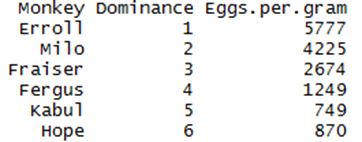 Monkey Dominance Eggs.per.gram
Erroll 1 5777
Milo 2 4225
Fraiser 3 2674
Fergus 4 1249
Kabul 5 749
Hope 6 870